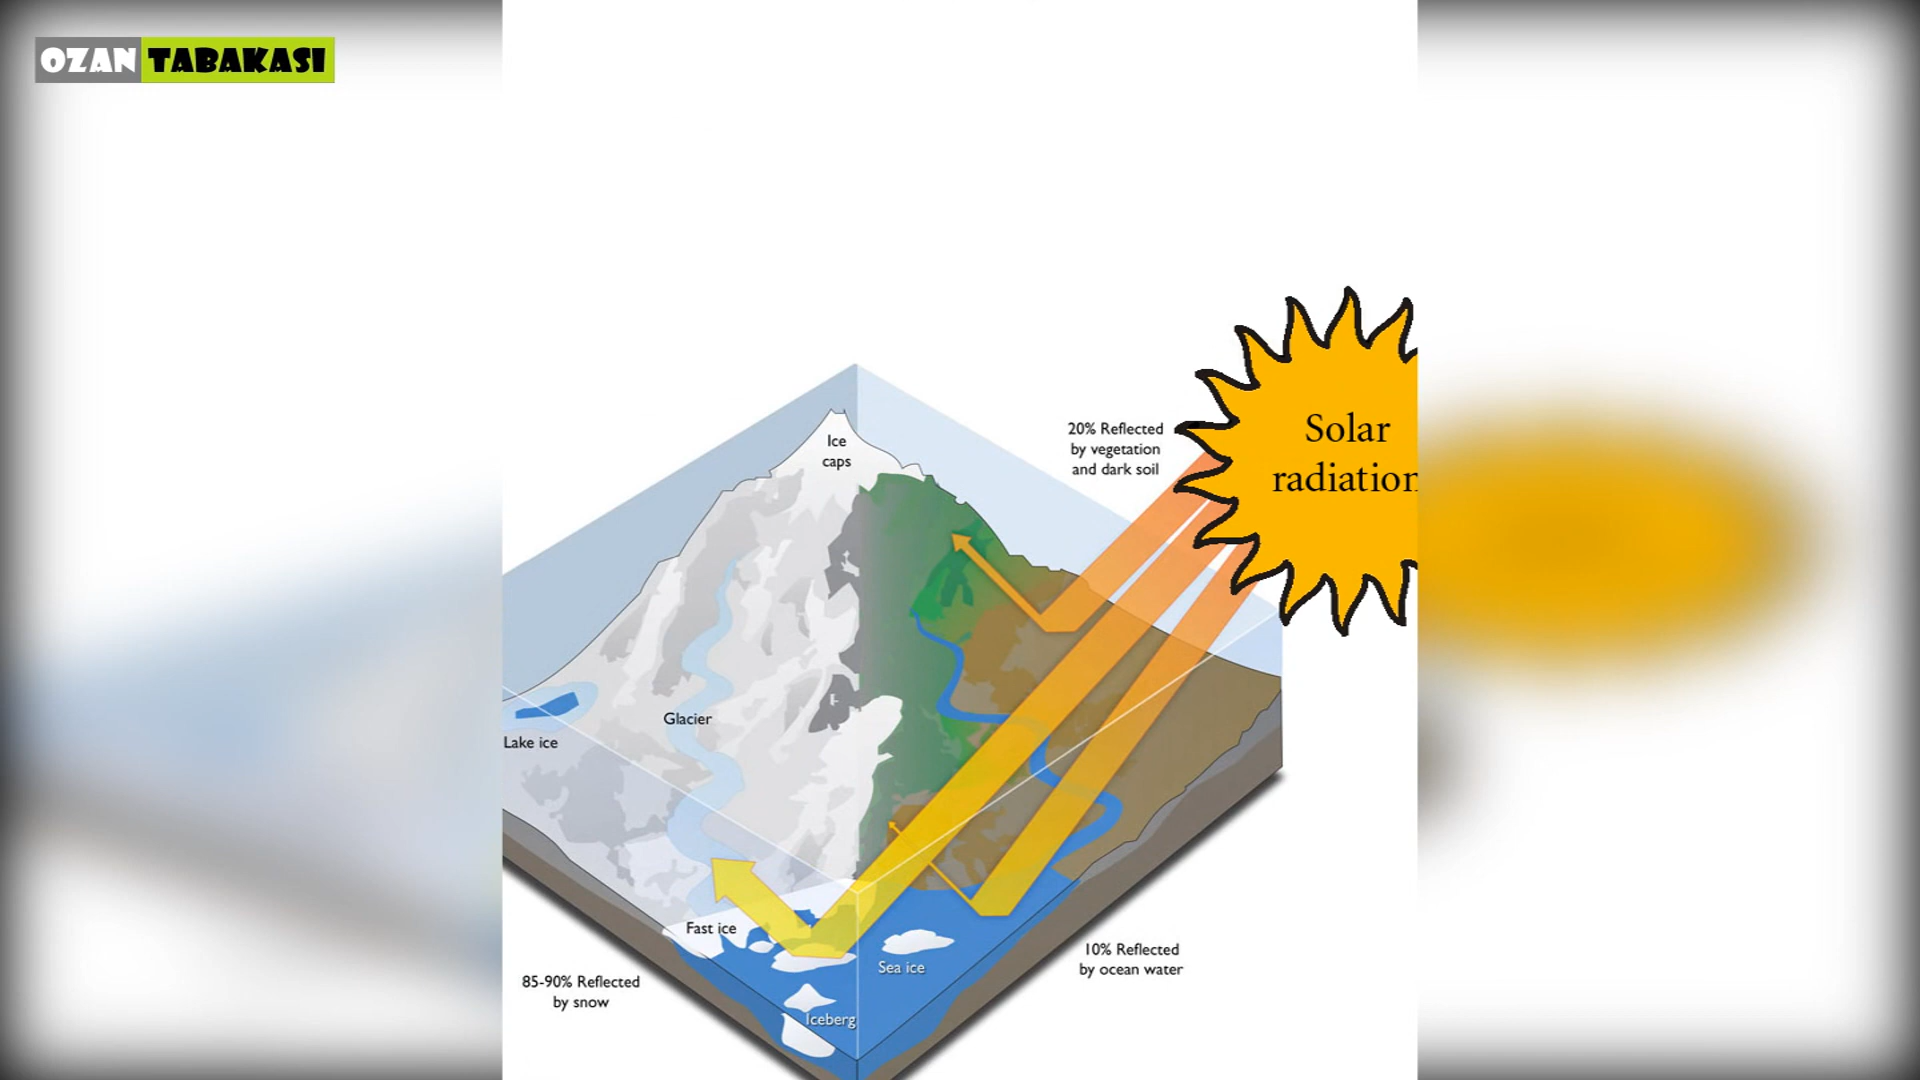 OZAN TABAKASI
Ice
caps
20% Reflected
by vegetation
and dark soil
Solar
radiation
Glacier
Lake ice
Fast ice
Sea ice
10% Reflected
by ocean water
85-90% Reflected
by snow
Iceberg